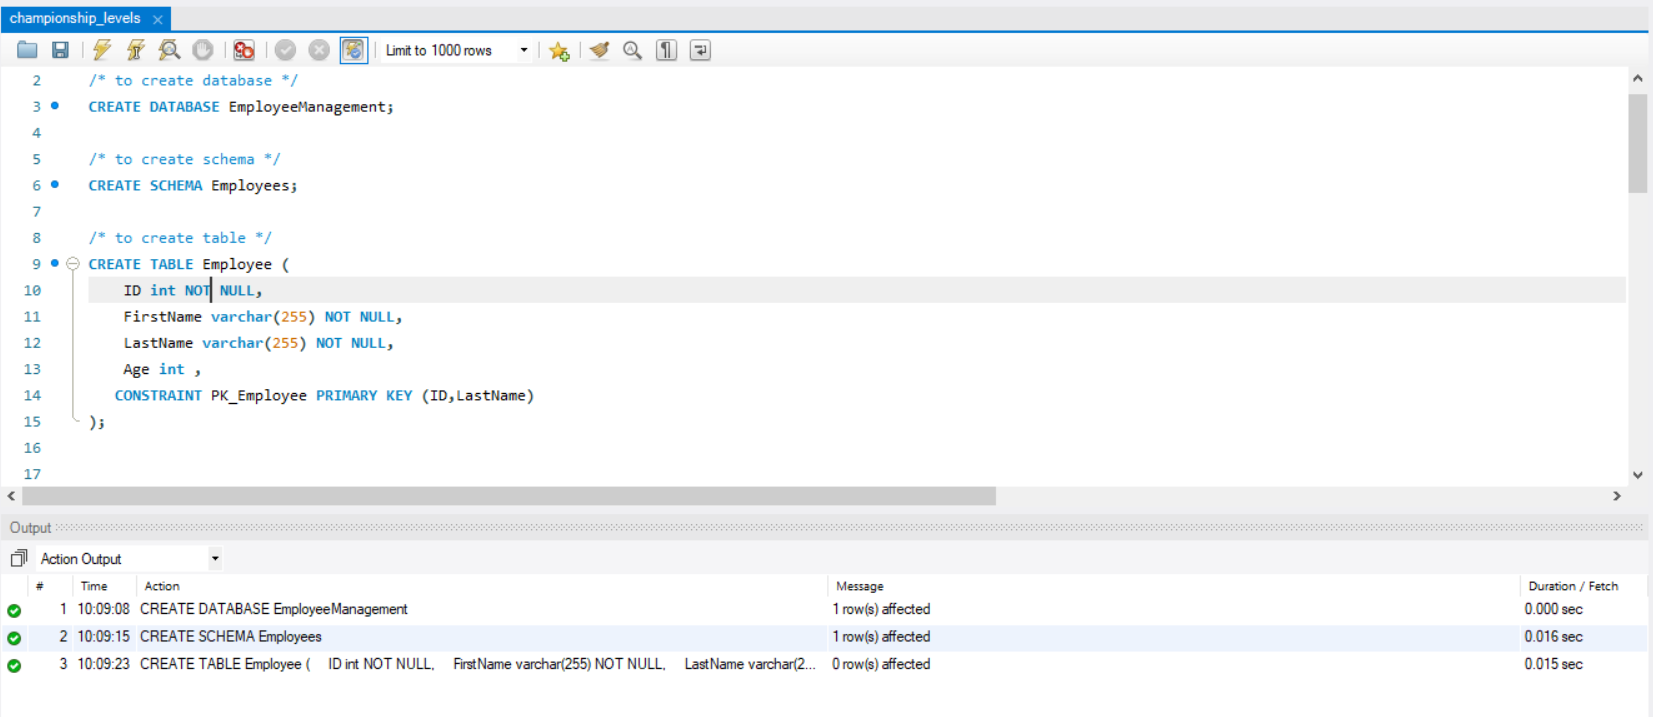 championship_levels
Limit to 1000 rows
2 /* to create database */
3 CREATE DATABASE EmployeeManagement;
4
5 /* to create schema */
6 CREATE SCHEMA Employees;
7
8 /* to create table */
9 CREATE TABLE Employee (
10 ID int NOT NULL,
11 FirstName varchar(255) NOT NULL,
12 LastName varchar(255) NOT NULL,
13 Age int ,
14 CONSTRAINT PK_Employee PRIMARY KEY (ID,LastName)
15 );
16
17
Output
Action Output
# Time Action Message Duration / Fetch
1 10:09:08 CREATE DATABASE EmployeeManagement 1 row(s) affected 0.000 sec
2 10:09:15 CREATE SCHEMA Employees 1 row(s) affected 0.016 sec
3 10:09:23 CREATE TABLE Employee ( ID int NOT NULL, FirstName varchar(255) NOT NULL, LastName varchar(2... 0 row(s) affected 0.015 sec